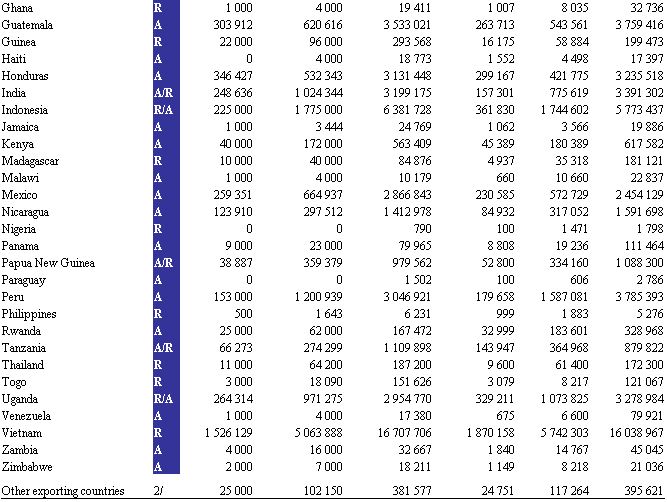 Ghana R 1 000 4 000 19 411 1 007 8 035 32 736
Guatemala A 303 912 620 616 3 533 021 263 713 543 561 3 759 416
Guinea R 22 000 96 000 293 568 16 175 58 884 199 473
Haiti A 0 4 000 18 773 1 552 4 498 17 397
Honduras A 346 427 532 343 3 131 448 299 167 421 775 3 235 518
India A/R 248 636 1 024 344 3 199 175 157 301 775 619 3 391 302
Indonesia R/A 225 000 1 775 000 6 381 728 361 830 1 744 602 5 773 437
Jamaica A 1 000 3 444 24 769 1 062 3 566 19 886
Kenya A 40 000 172 000 563 409 45 389 180 389 617 582
Madagascar R 10 000 40 000 84 876 4 937 35 318 181 121
Malawi A 1 000 4 000 10 179 660 10 660 22 837
Mexico A 259 351 664 937 2 866 843 230 585 572 729 2 454 129
Nicaragua A 123 910 297 512 1 412 978 84 932 317 052 1 591 698
Nigeria R 0 0 790 100 1 471 1 798
Panama A 9 000 23 000 79 965 8 808 19 236 111 464
Papua New Guinea A/R 38 887 359 379 979 562 52 800 334 160 1 088 300
Paraguay A 0 0 1 502 100 606 2 786
Peru A 153 000 1 200 939 3 046 921 179 658 1 587 081 3 785 393
Philippines R 500 1 643 6 231 999 1 883 5 276
Rwanda A 25 000 62 000 167 472 32 999 183 601 328 968
Tanzania A/R 66 273 274 299 1 109 898 143 947 364 968 879 822
Thailand R 11 000 64 200 187 200 9 600 61 400 172 300
Togo R 3 000 18 090 151 626 3 079 8 217 121 067
Uganda R/A 264 314 971 275 2 954 770 329 211 1 073 825 3 278 984
Venezuela A 1 000 4 000 17 380 675 6 600 79 921
Vietnam R 1 526 129 5 063 888 16 707 706 1 870 158 5 742 303 16 038 967
Zambia A 4 000 16 000 32 667 1 840 14 767 45 045
Zimbabwe A 2 000 7 000 18 211 1 149 8 218 21 036
Other exporting countries 2/ 25 000 102 150 381 577 24 751 117 264 395 621